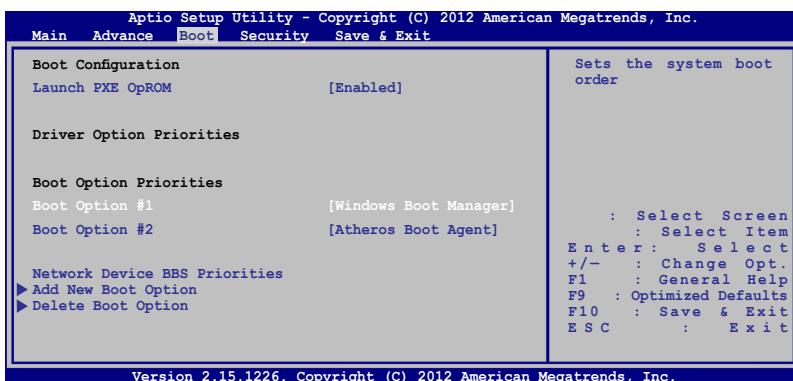 Aptio Setup Utility - Copyright (C) 2012 American Megatrends, Inc.
Main Advance Boot Security Save & Exit
Boot Configuration
Launch PXE OpROM [Enabled]
Driver Option Priorities
Boot Option Priorities
Boot Option #1 [Windows Boot Manager]
Boot Option #2 [Atheros Boot Agent]
Network Device BBS Priorities
Add New Boot Option
Delete Boot Option
Sets the system boot
order
: Select Screen
: Select Item
Enter: Select
+/— : Change Opt.
F1 : General Help
F9 : Optimized Defaults
F10 : Save & Exit
ESC : Exit
Version 2.15.1226. Copyright (C) 2012 American Megatrends, Inc.